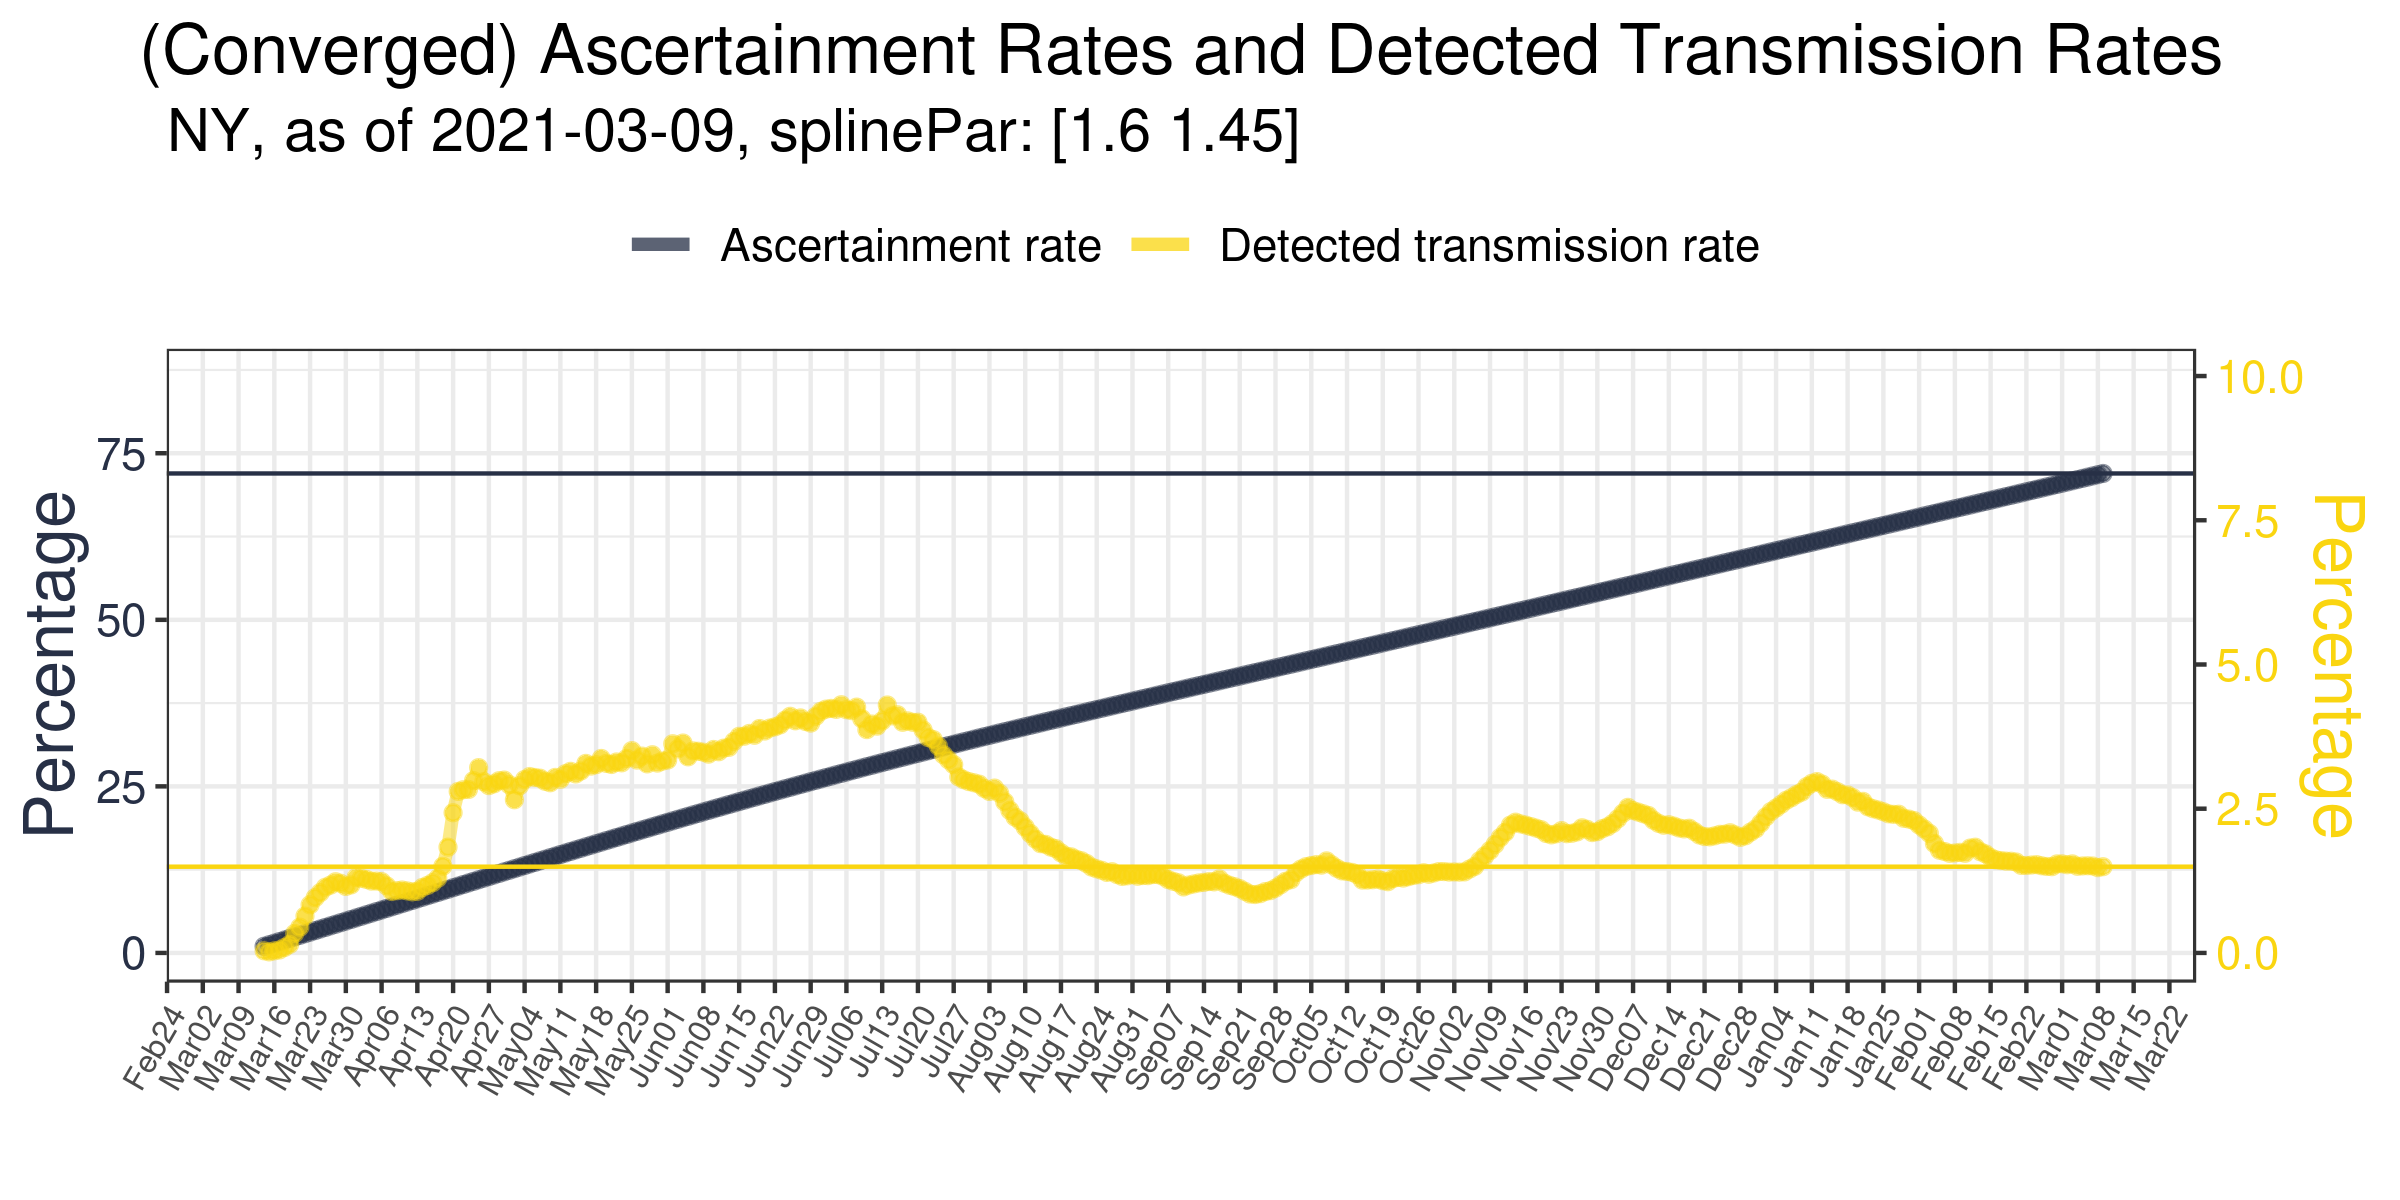 (Converged) Ascertainment Rates and Detected Transmission Rates
NY, as of 2021-03-09, splinePar: [1.6 1.45]
Ascertainment rate
Detected transmission rate
Percentage
75
50
25
0
10.0
7.5
5.0
2.5
0.0
Percentage
Feb24
Mar02
Mar09
Mar16
Mar23
Mar30
Apr06
Apr13
Apr20
Apr27
May04
May11
May18
May25
Jun01
Jun08
Jun15
Jun22
Jun29
Jul06
Jul13
Jul20
Jul27
Aug03
Aug10
Aug17
Aug24
Aug31
Sep07
Sep14
Sep21
Sep28
Oct05
Oct12
Oct19
Oct26
Nov02
Nov09
Nov16
Nov23
Nov30
Dec07
Dec14
Dec21
Dec28
Jan04
Jan11
Jan18
Jan25
Feb01
Feb08
Feb15
Feb22
Mar01
Mar08
Mar15
Mar22